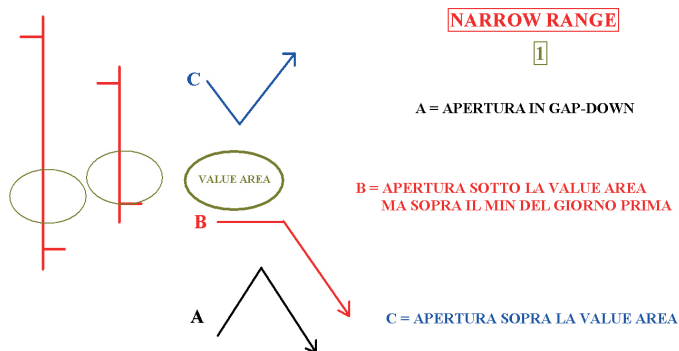 NARROW RANGE
1
C
A = APERTURA IN GAP-DOWN
VALUE AREA
B = APERTURA SOTTO LA VALUE AREA
MA SOPRA IL MIN DEL GIORNO PRIMA
B
A
C = APERTURA SOPRA LA VALUE AREA